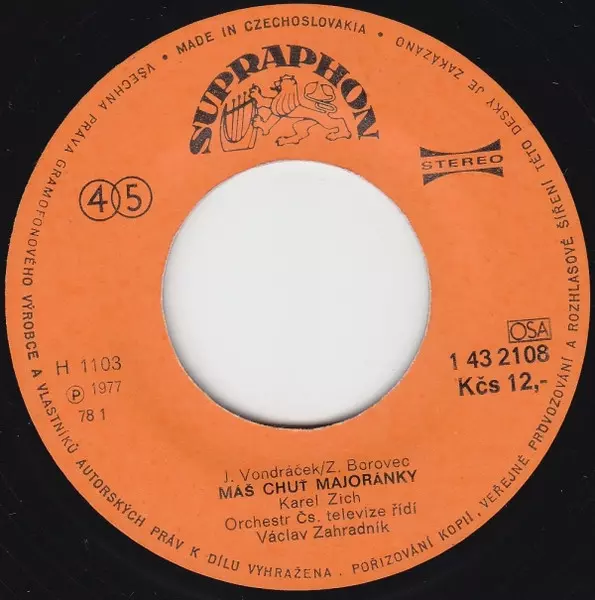 VŠECHNA PRÁVA GRAMOFONOVÉHO VÝROBCE A VLASTNÍKŮ AUTORSKÝCH PRÁV K DÍLU VYHRAŽENA. POŘIZOVÁNÍ KOPIÍ, VEŘEJNÉ PROVOZOVÁNÍ A ROZHLASOVÉ ŠÍŘENÍ TÉTO DESKY JE ZAKÁZÁNO • MADE IN CZECHOSLOVAKIA •
SUPRAPHON
STEREO
45
OSA
H 1103
1 43 2108
Ⓟ 1977
Kčs 12,-
78 1
J. Vondráček/Z. Borovec
MÁŠ CHUŤ MAJORÁNKY
Karel Zich
Orchestr Čs. televize řídí
Václav Zahradník